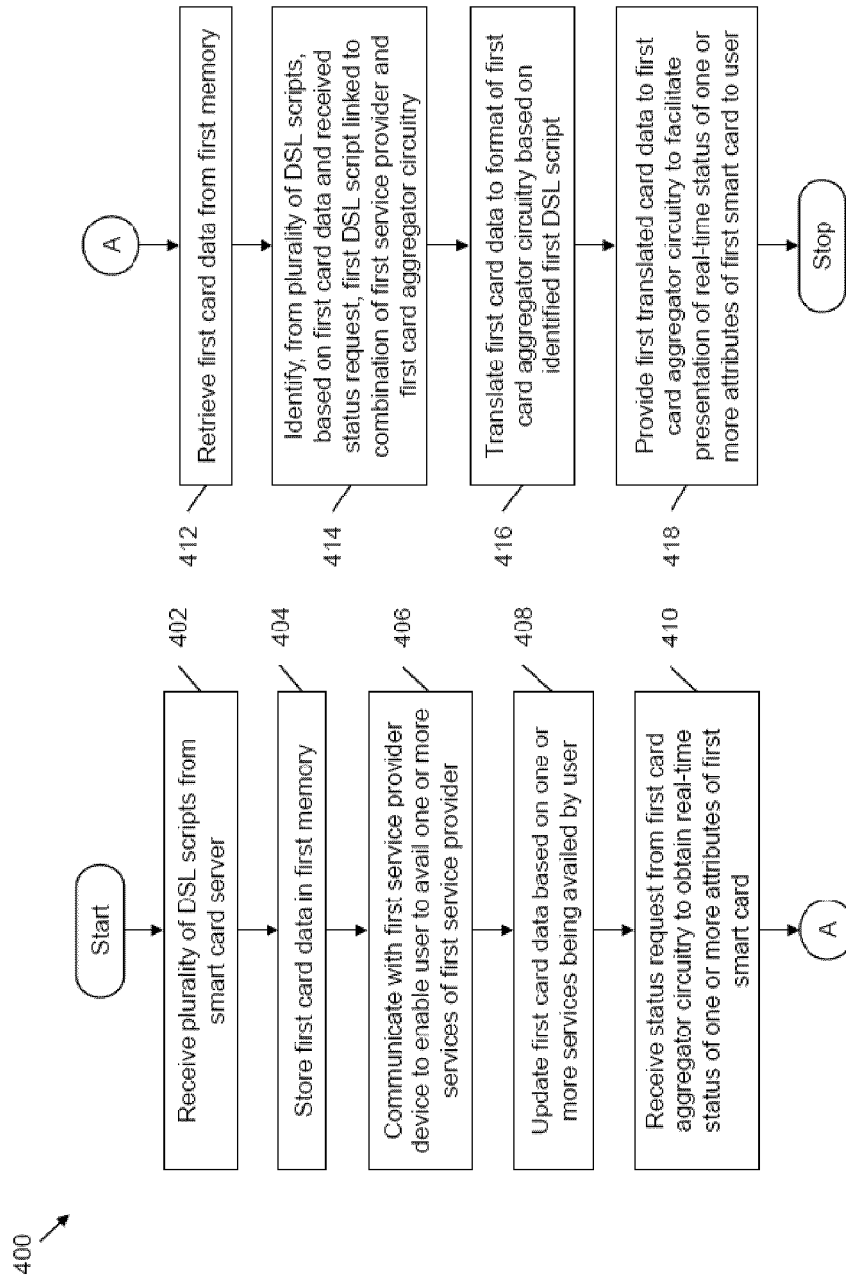 400
Start
402
Receive plurality of DSL scripts from
smart card server
404
Store first card data in first memory
406
Communicate with first service provider
device to enable user to avail one or more
services of first service provider
408
Update first card data based on one or
more services being availed by user
410
Receive status request from first card
aggregator circuitry to obtain real-time
status of one or more attributes of first
smart card
A
A
412
Retrieve first card data from first memory
414
Identify, from plurality of DSL scripts,
based on first card data and received
status request, first DSL script linked to
combination of first service provider and
first card aggregator circuitry
416
Translate first card data to format of first
card aggregator circuitry based on
identified first DSL script
418
Provide first translated card data to first
card aggregator circuitry to facilitate
presentation of real-time status of one or
more attributes of first smart card to user
Stop